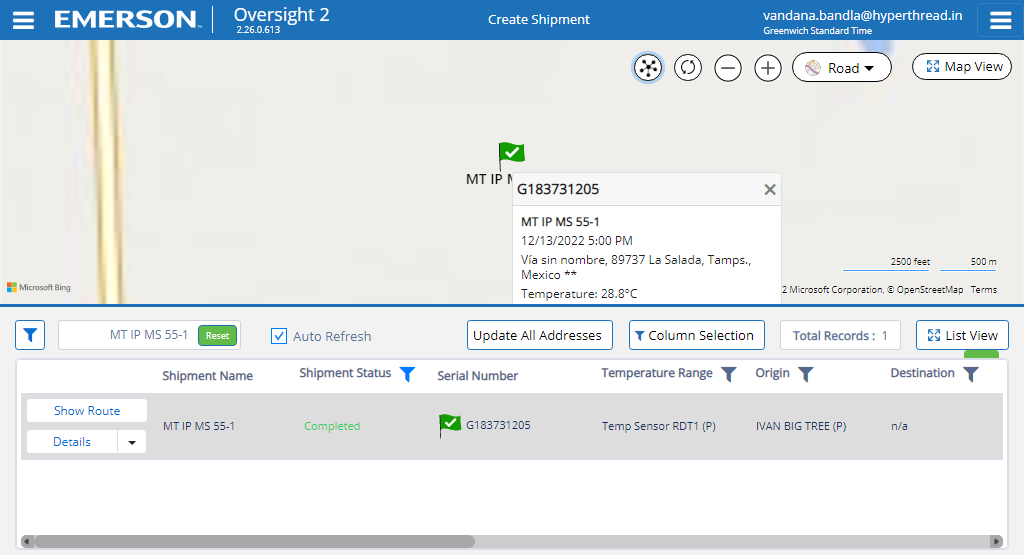 EMERSON
Oversight 2
2.26.0.613
Create Shipment
vandana.bandla@hyperthread.in
Greenwich Standard Time
Road
Map View
MT IP M
G183731205
MT IP MS 55-1
12/13/2022 5:00 PM
Vía sin nombre, 89737 La Salada, Tamps.,
Mexico **
Temperature: 28.8°C
2500 feet
500 m
Microsoft Bing
2 Microsoft Corporation, © OpenStreetMap Terms
MT IP MS 55-1
Reset
Auto Refresh
Update All Addresses
Column Selection
Total Records : 1
List View
Shipment Name
Shipment Status
Serial Number
Temperature Range
Origin
Destination
Show Route
Details
MT IP MS 55-1
Completed
G183731205
Temp Sensor RDT1 (P)
IVAN BIG TREE (P)
n/a